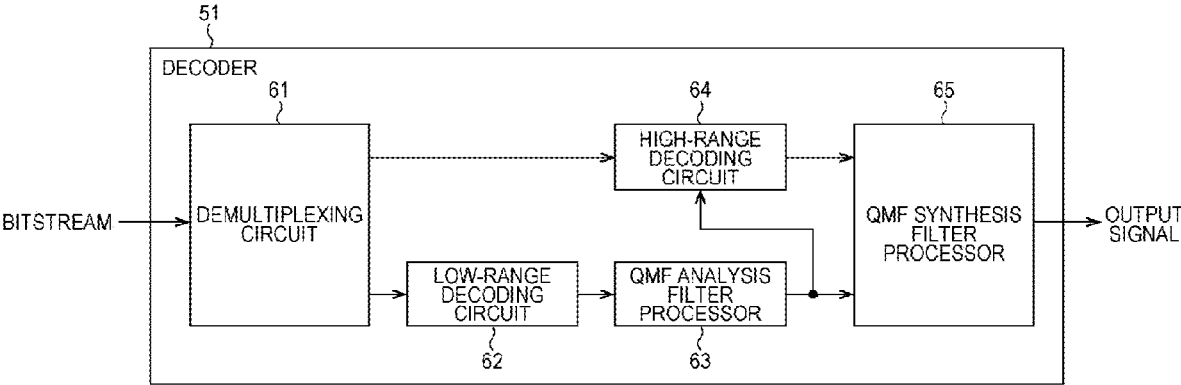 51
DECODER
61
64
65
DEMULTIPLEXING
CIRCUIT
HIGH-RANGE
DECODING
CIRCUIT
QMF SYNTHESIS
FILTER
PROCESSOR
BITSTREAM
OUTPUT
SIGNAL
LOW-RANGE
DECODING
CIRCUIT
QMF ANALYSIS
FILTER
PROCESSOR
62
63